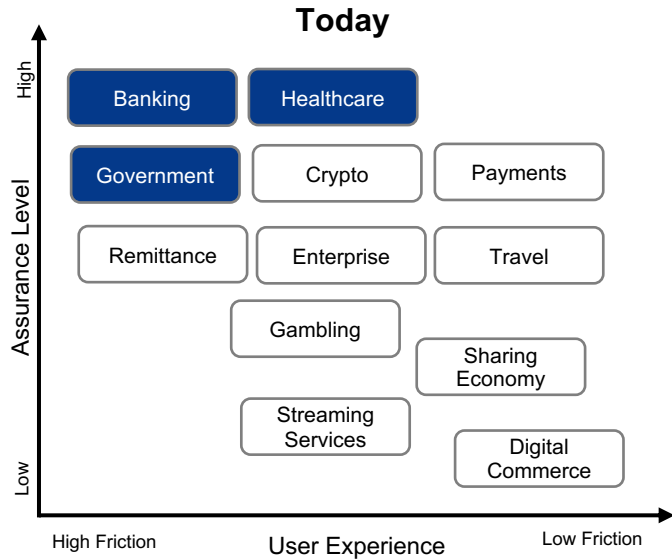 Today
High
Banking
Healthcare
Government
Crypto
Payments
Assurance Level
Remittance
Enterprise
Travel
Gambling
Sharing
Economy
Streaming
Services
Digital
Commerce
Low
High Friction
User Experience
Low Friction